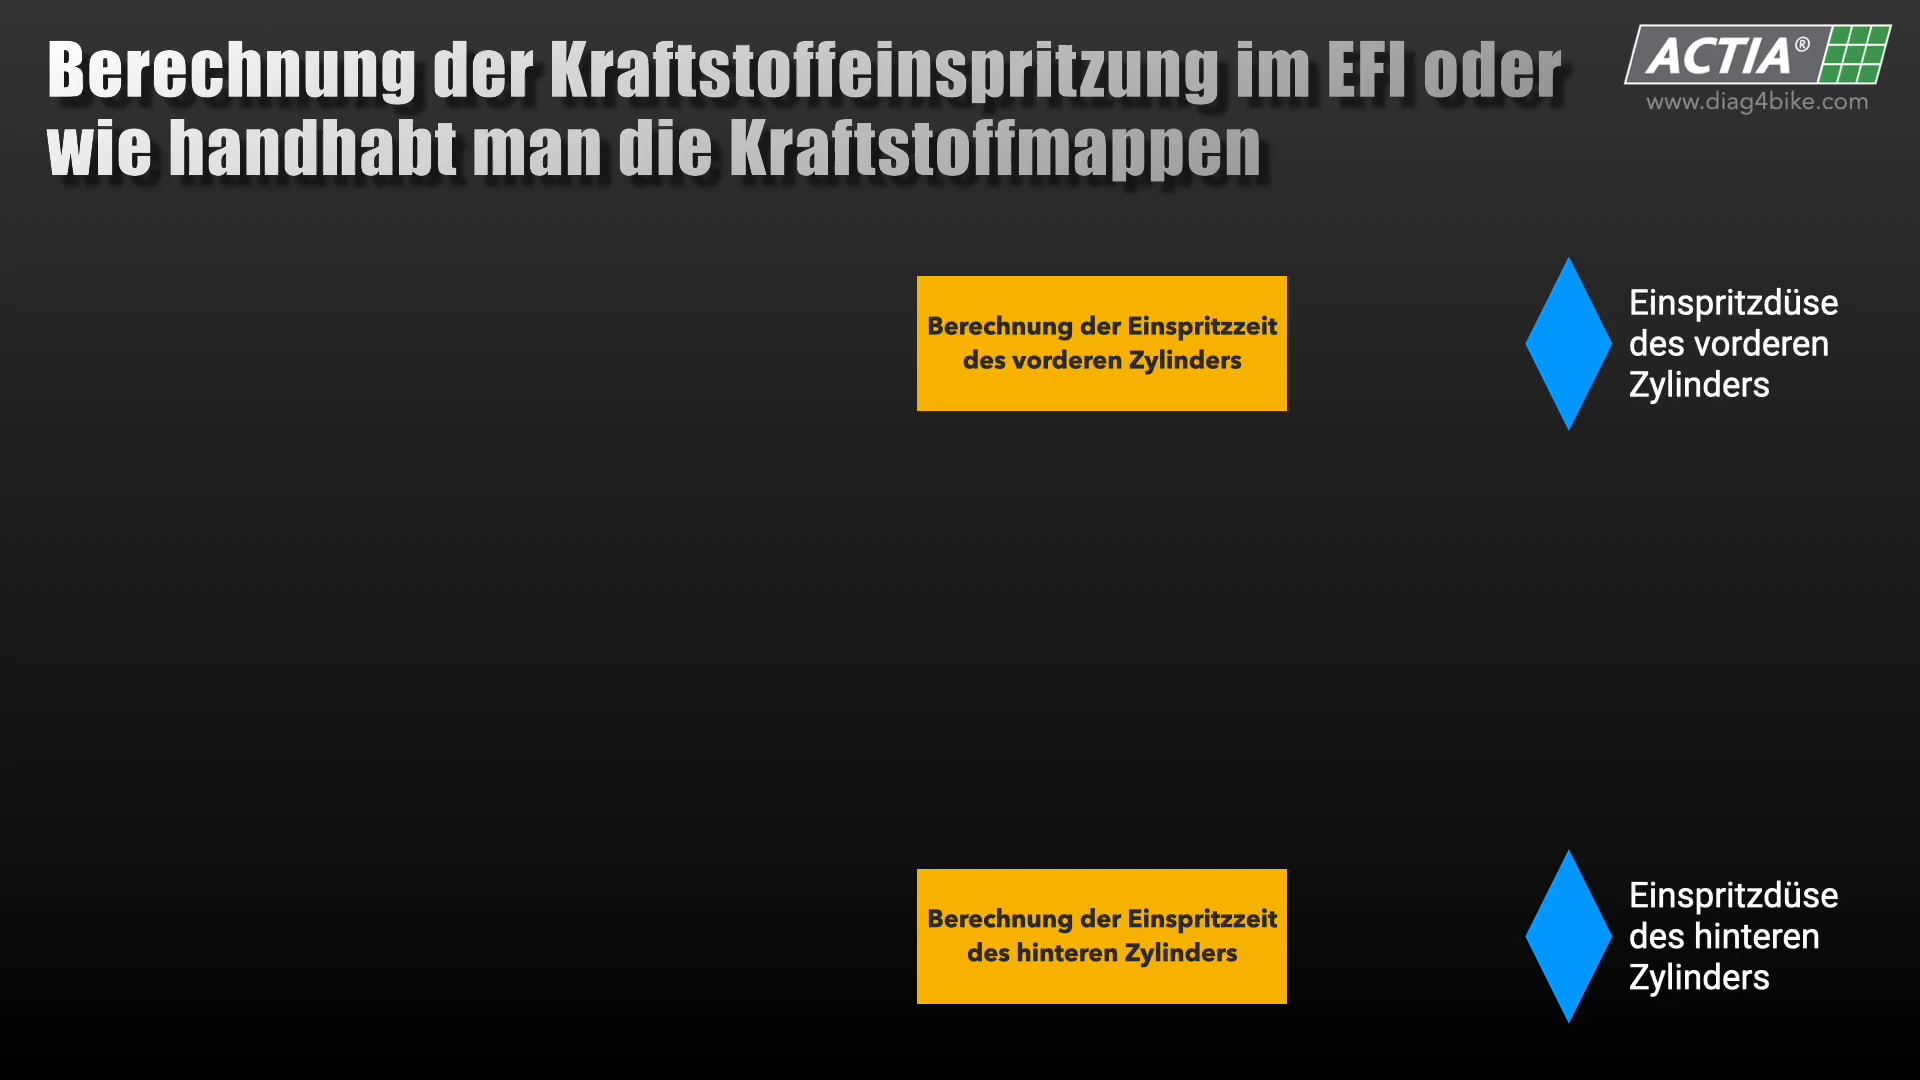 Berechnung der Kraftstoffeinspritzung im EFI oder
wie handhabt man die Kraftstoffmappen
ACTIA®
www.diag4bike.com
Berechnung der Einspritzzeit
des vorderen Zylinders
Einspritzdüse
des vorderen
Zylinders
Berechnung der Einspritzzeit
des hinteren Zylinders
Einspritzdüse
des hinteren
Zylinders